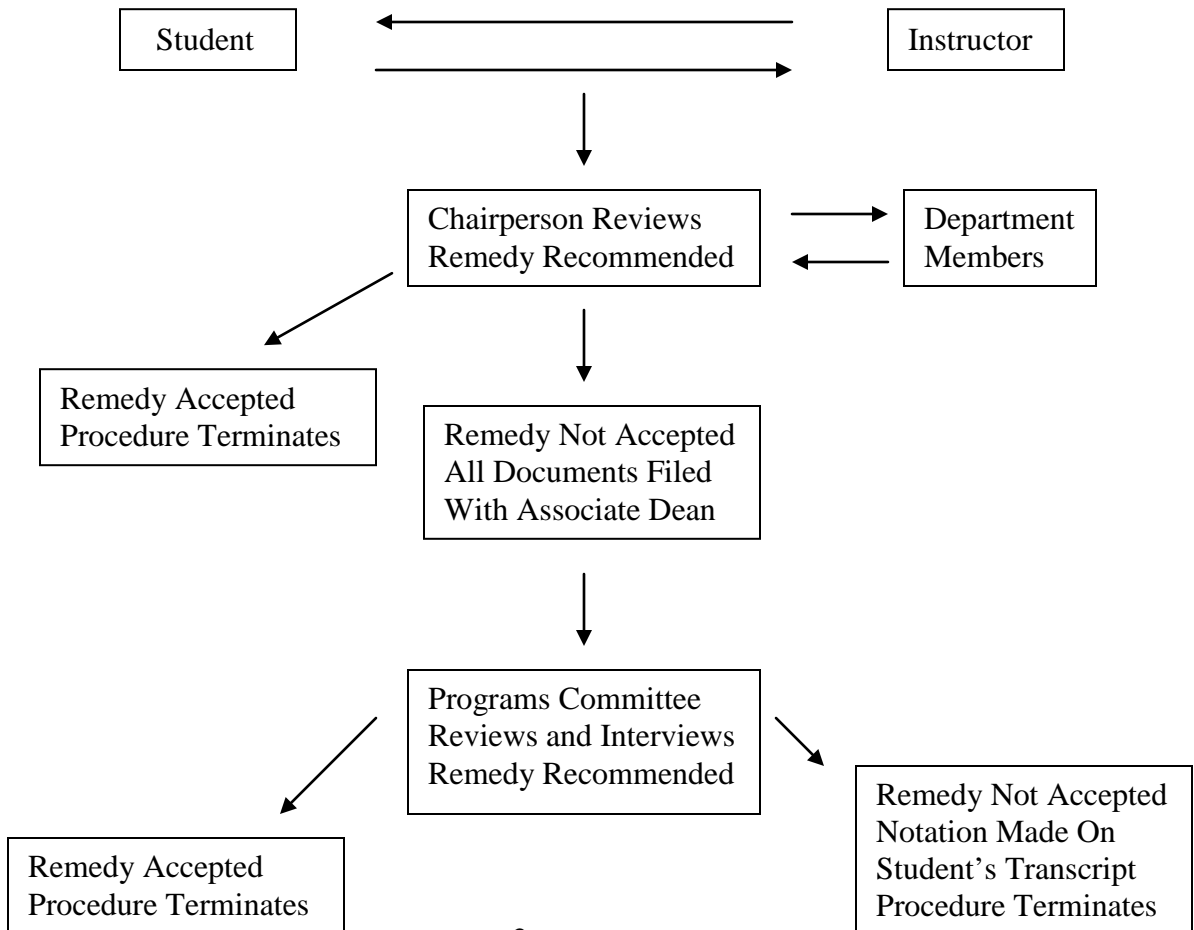 Student
Instructor
Chairperson Reviews
Remedy Recommended
Department
Members
Remedy Accepted
Procedure Terminates
Remedy Not Accepted
All Documents Filed
With Associate Dean
Programs Committee
Reviews and Interviews
Remedy Recommended
Remedy Not Accepted
Notation Made On
Student’s Transcript
Procedure Terminates
Remedy Accepted
Procedure Terminates